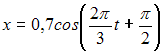 x = 0,7cos(2π/3 t + π/2)